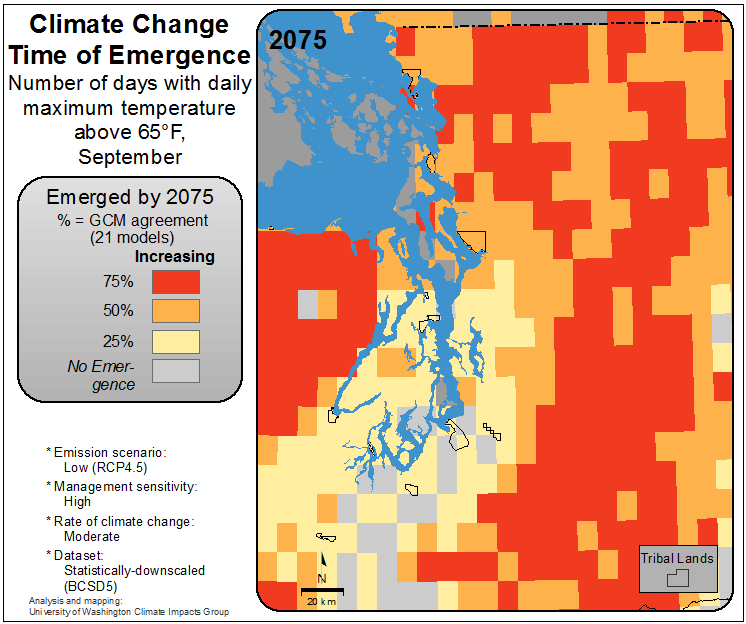 Climate Change
Time of Emergence
Number of days with daily
maximum temperature
above 65°F,
September
Emerged by 2075
% = GCM agreement
(21 models)
Increasing
75%
50%
25%
No Emer-
gence
* Emission scenario:
Low (RCP4.5)
* Management sensitivity:
High
* Rate of climate change:
Moderate
* Dataset:
Statistically-downscaled
(BCSD5)
Analysis and mapping:
University of Washington Climate Impacts Group
2075
Tribal Lands
N
20 km